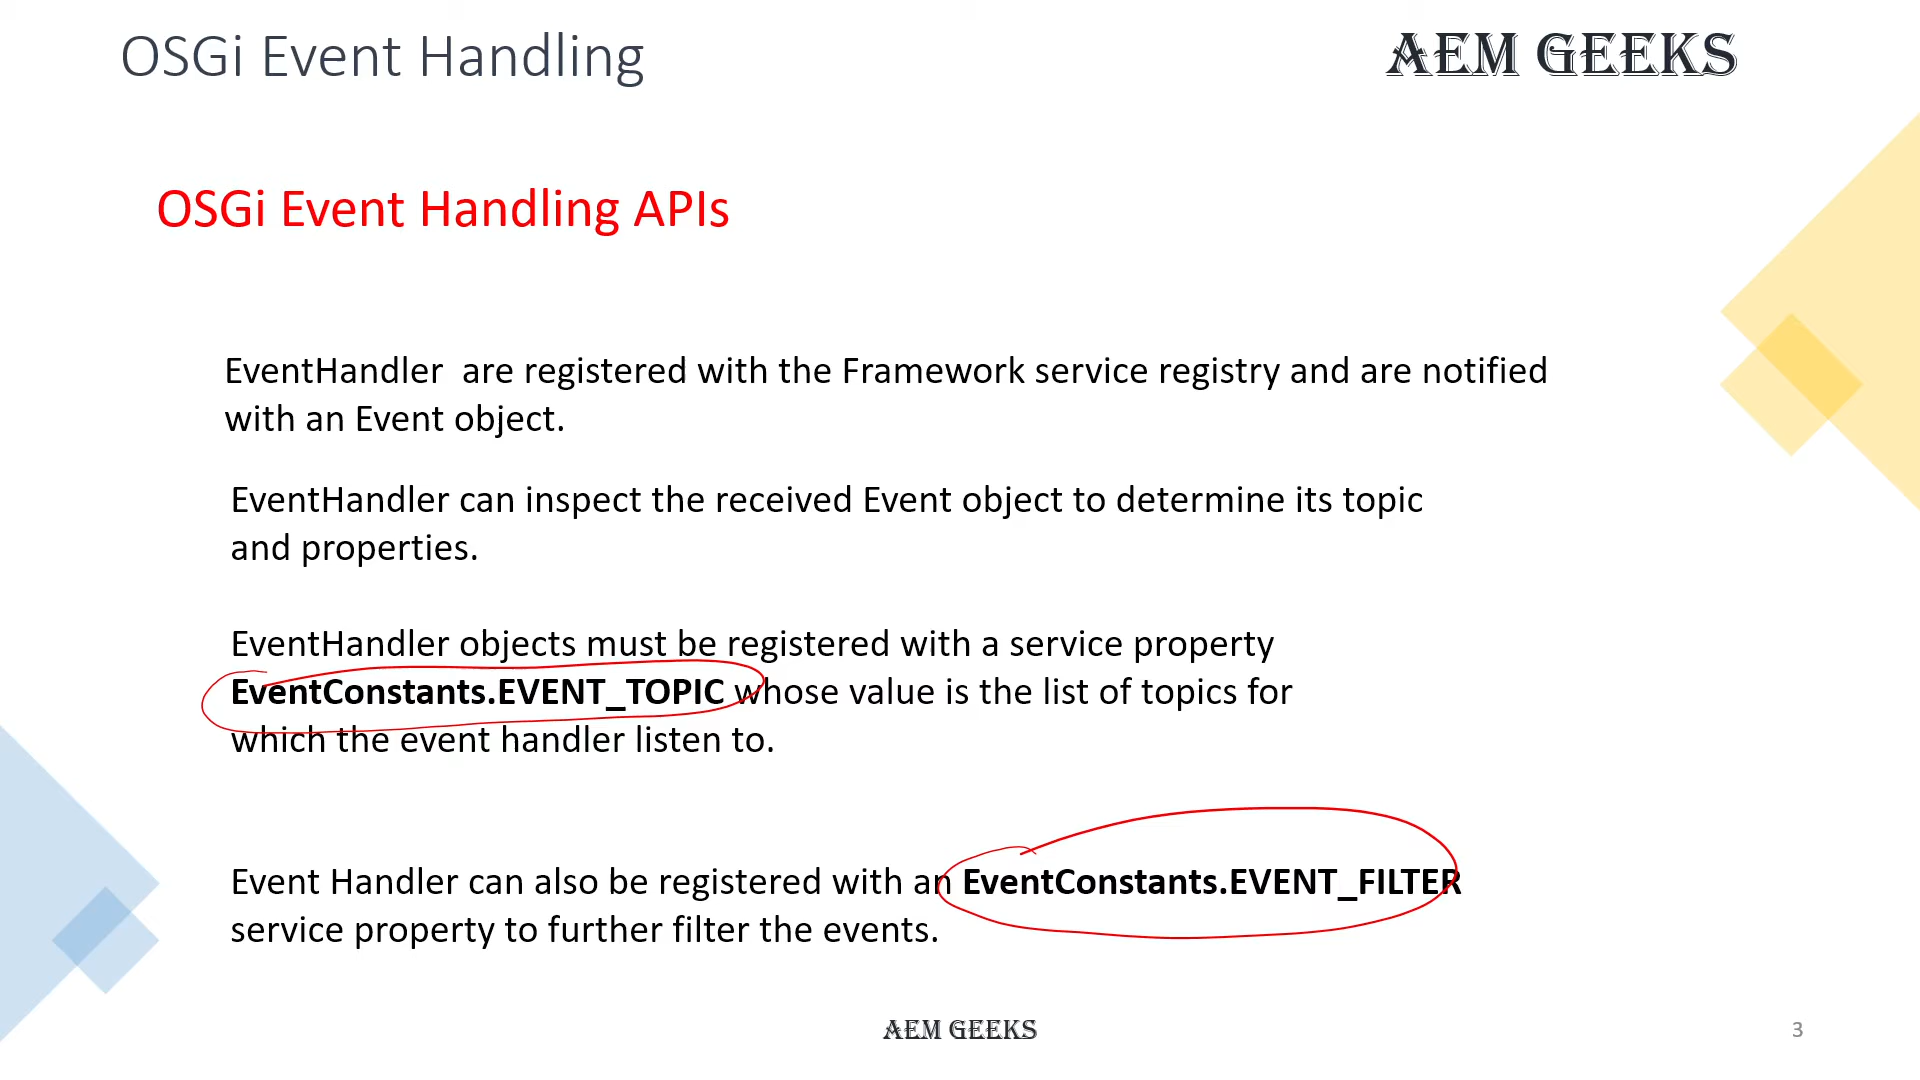 OSGi Event Handling
AEM GEEKS
OSGi Event Handling APIs
EventHandler  are registered with the Framework service registry and are notified
with an Event object.
EventHandler can inspect the received Event object to determine its topic
and properties.
EventHandler objects must be registered with a service property
EventConstants.EVENT_TOPIC whose value is the list of topics for
which the event handler listen to.
Event Handler can also be registered with an EventConstants.EVENT_FILTER
service property to further filter the events.
AEM GEEKS
3